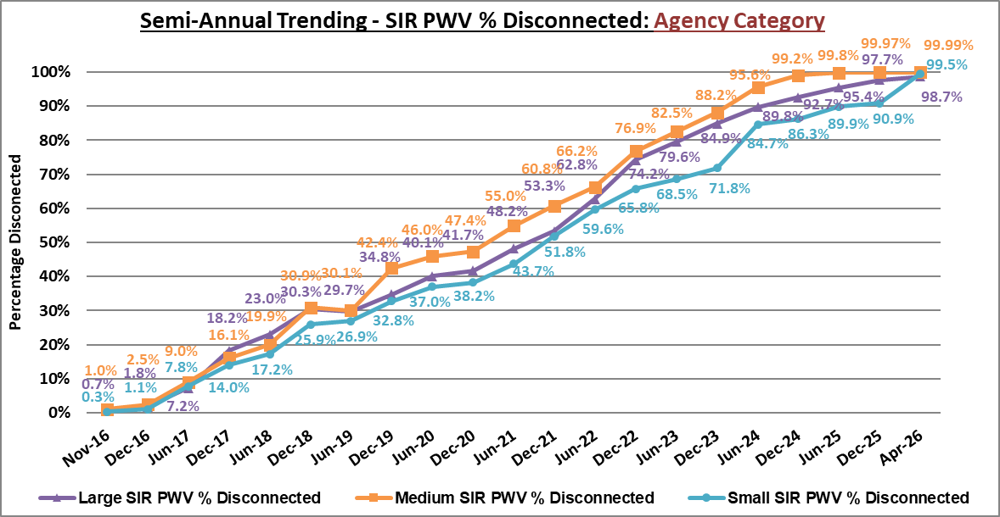 Semi-Annual Trending - SIR PWV % Disconnected: Agency Category
Percentage Disconected
100%
90%
80%
70%
60%
50%
40%
30%
20%
10%
0%
1.0%
0.7%
0.3%
2.5%
1.8%
1.1%
9.0%
7.8%
7.2%
18.2%
16.1%
14.0%
23.0%
19.9%
17.2%
30.9%
30.3%
25.9%
30.1%
29.7%
26.9%
42.4%
34.8%
32.8%
46.0%
40.1%
37.0%
47.4%
41.7%
38.2%
55.0%
48.2%
43.7%
60.8%
53.3%
51.8%
66.2%
62.8%
59.6%
76.9%
74.2%
65.8%
82.5%
79.6%
68.5%
88.2%
84.9%
71.8%
95.6%
89.8%
84.7%
99.2%
92.7%
86.3%
99.8%
95.4%
89.9%
99.97%
97.7%
90.9%
99.99%
99.5%
98.7%
Nov-16
Dec-16
Jun-17
Dec-17
Jun-18
Dec-18
Jun-19
Dec-19
Jun-20
Dec-20
Jun-21
Dec-21
Jun-22
Dec-22
Jun-23
Dec-23
Jun-24
Dec-24
Jun-25
Dec-25
Apr-26
Large SIR PWV % Disconnected
Medium SIR PWV % Disconnected
Small SIR PWV % Disconnected